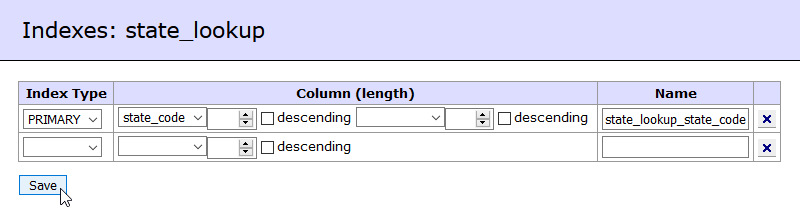 Indexes: state_lookup
Index Type Column (length) Name
PRIMARY state_code descending descending state_lookup_state_code
descending
Save